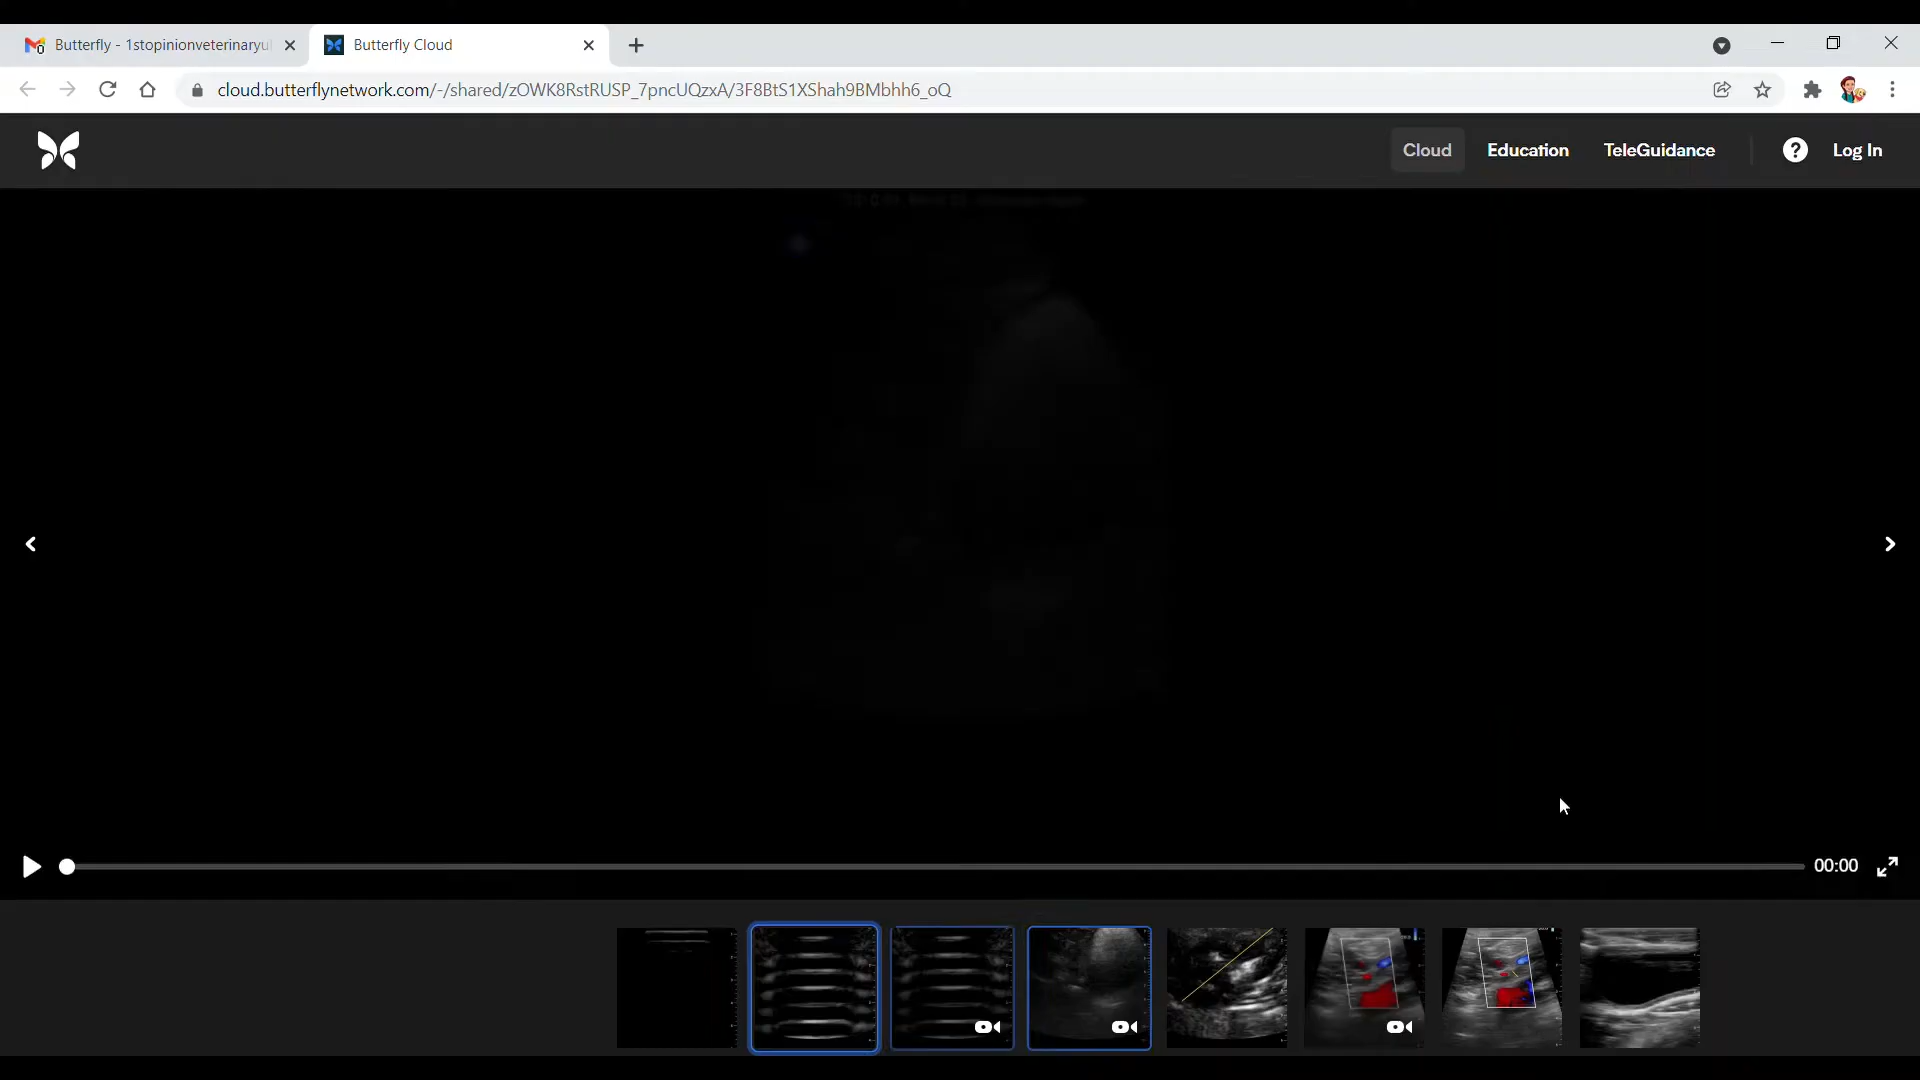 Butterfly - 1stopinionveterinaryul
Butterfly Cloud
cloud.butterflynetwork.com/-/shared/zOWK8RstRUSP_7pncUQzxA/3F8BtS1XShah9BMbhh6_oQ
Cloud
Education
TeleGuidance
?
Log In
00:00